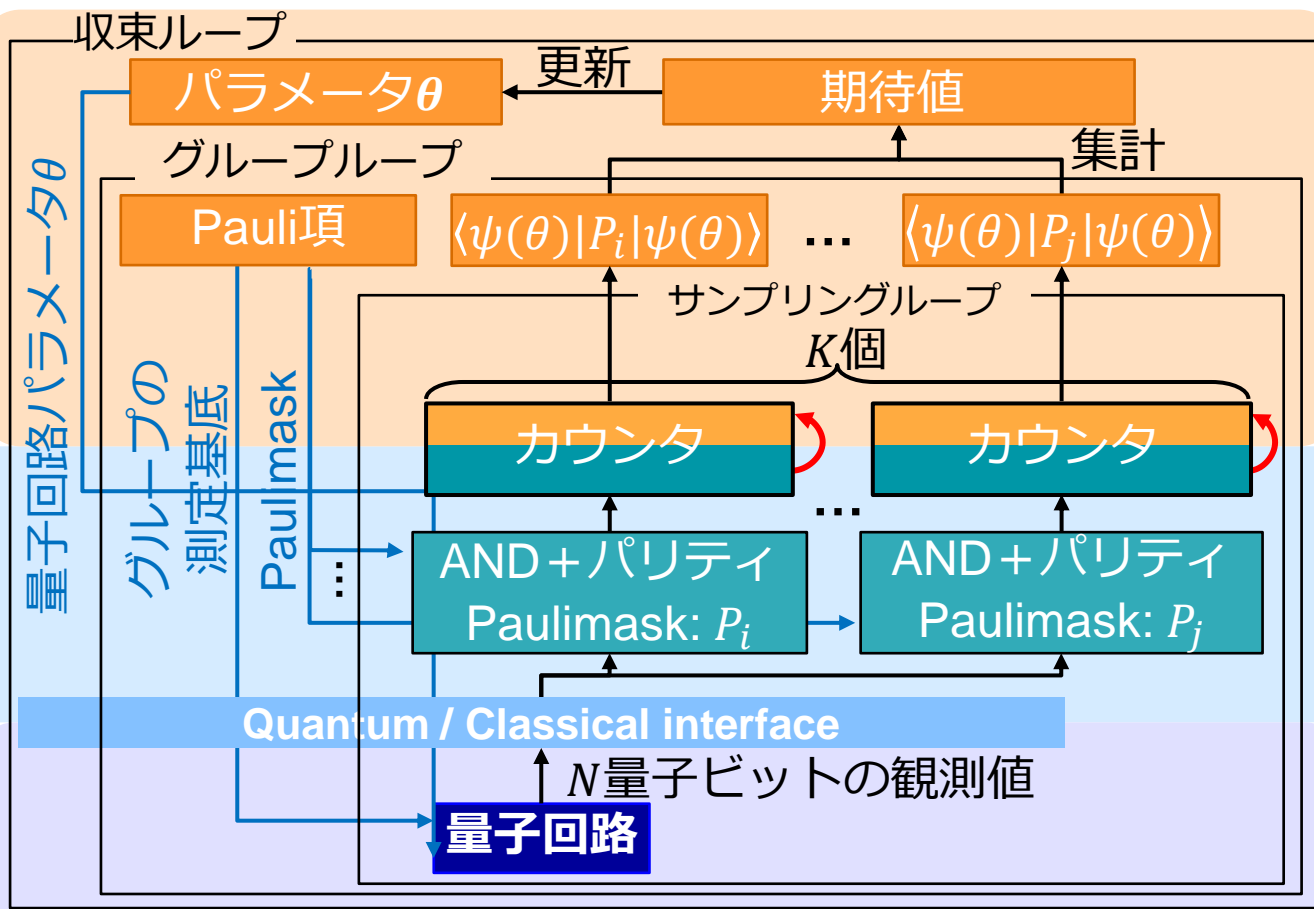 収束ループ
パラメータθ
更新
期待値
集計
グループループ
Pauli項
⟨ψ(θ)|P_i|ψ(θ)⟩
…
⟨ψ(θ)|P_j|ψ(θ)⟩
サンプリングループ
K個
量子回路パラメータθ
グループの
測定基底
Paulimask
カウンタ
カウンタ
…
…
AND+パリティ
Paulimask: P_i
AND+パリティ
Paulimask: P_j
Quantum / Classical interface
N量子ビットの観測値
量子回路